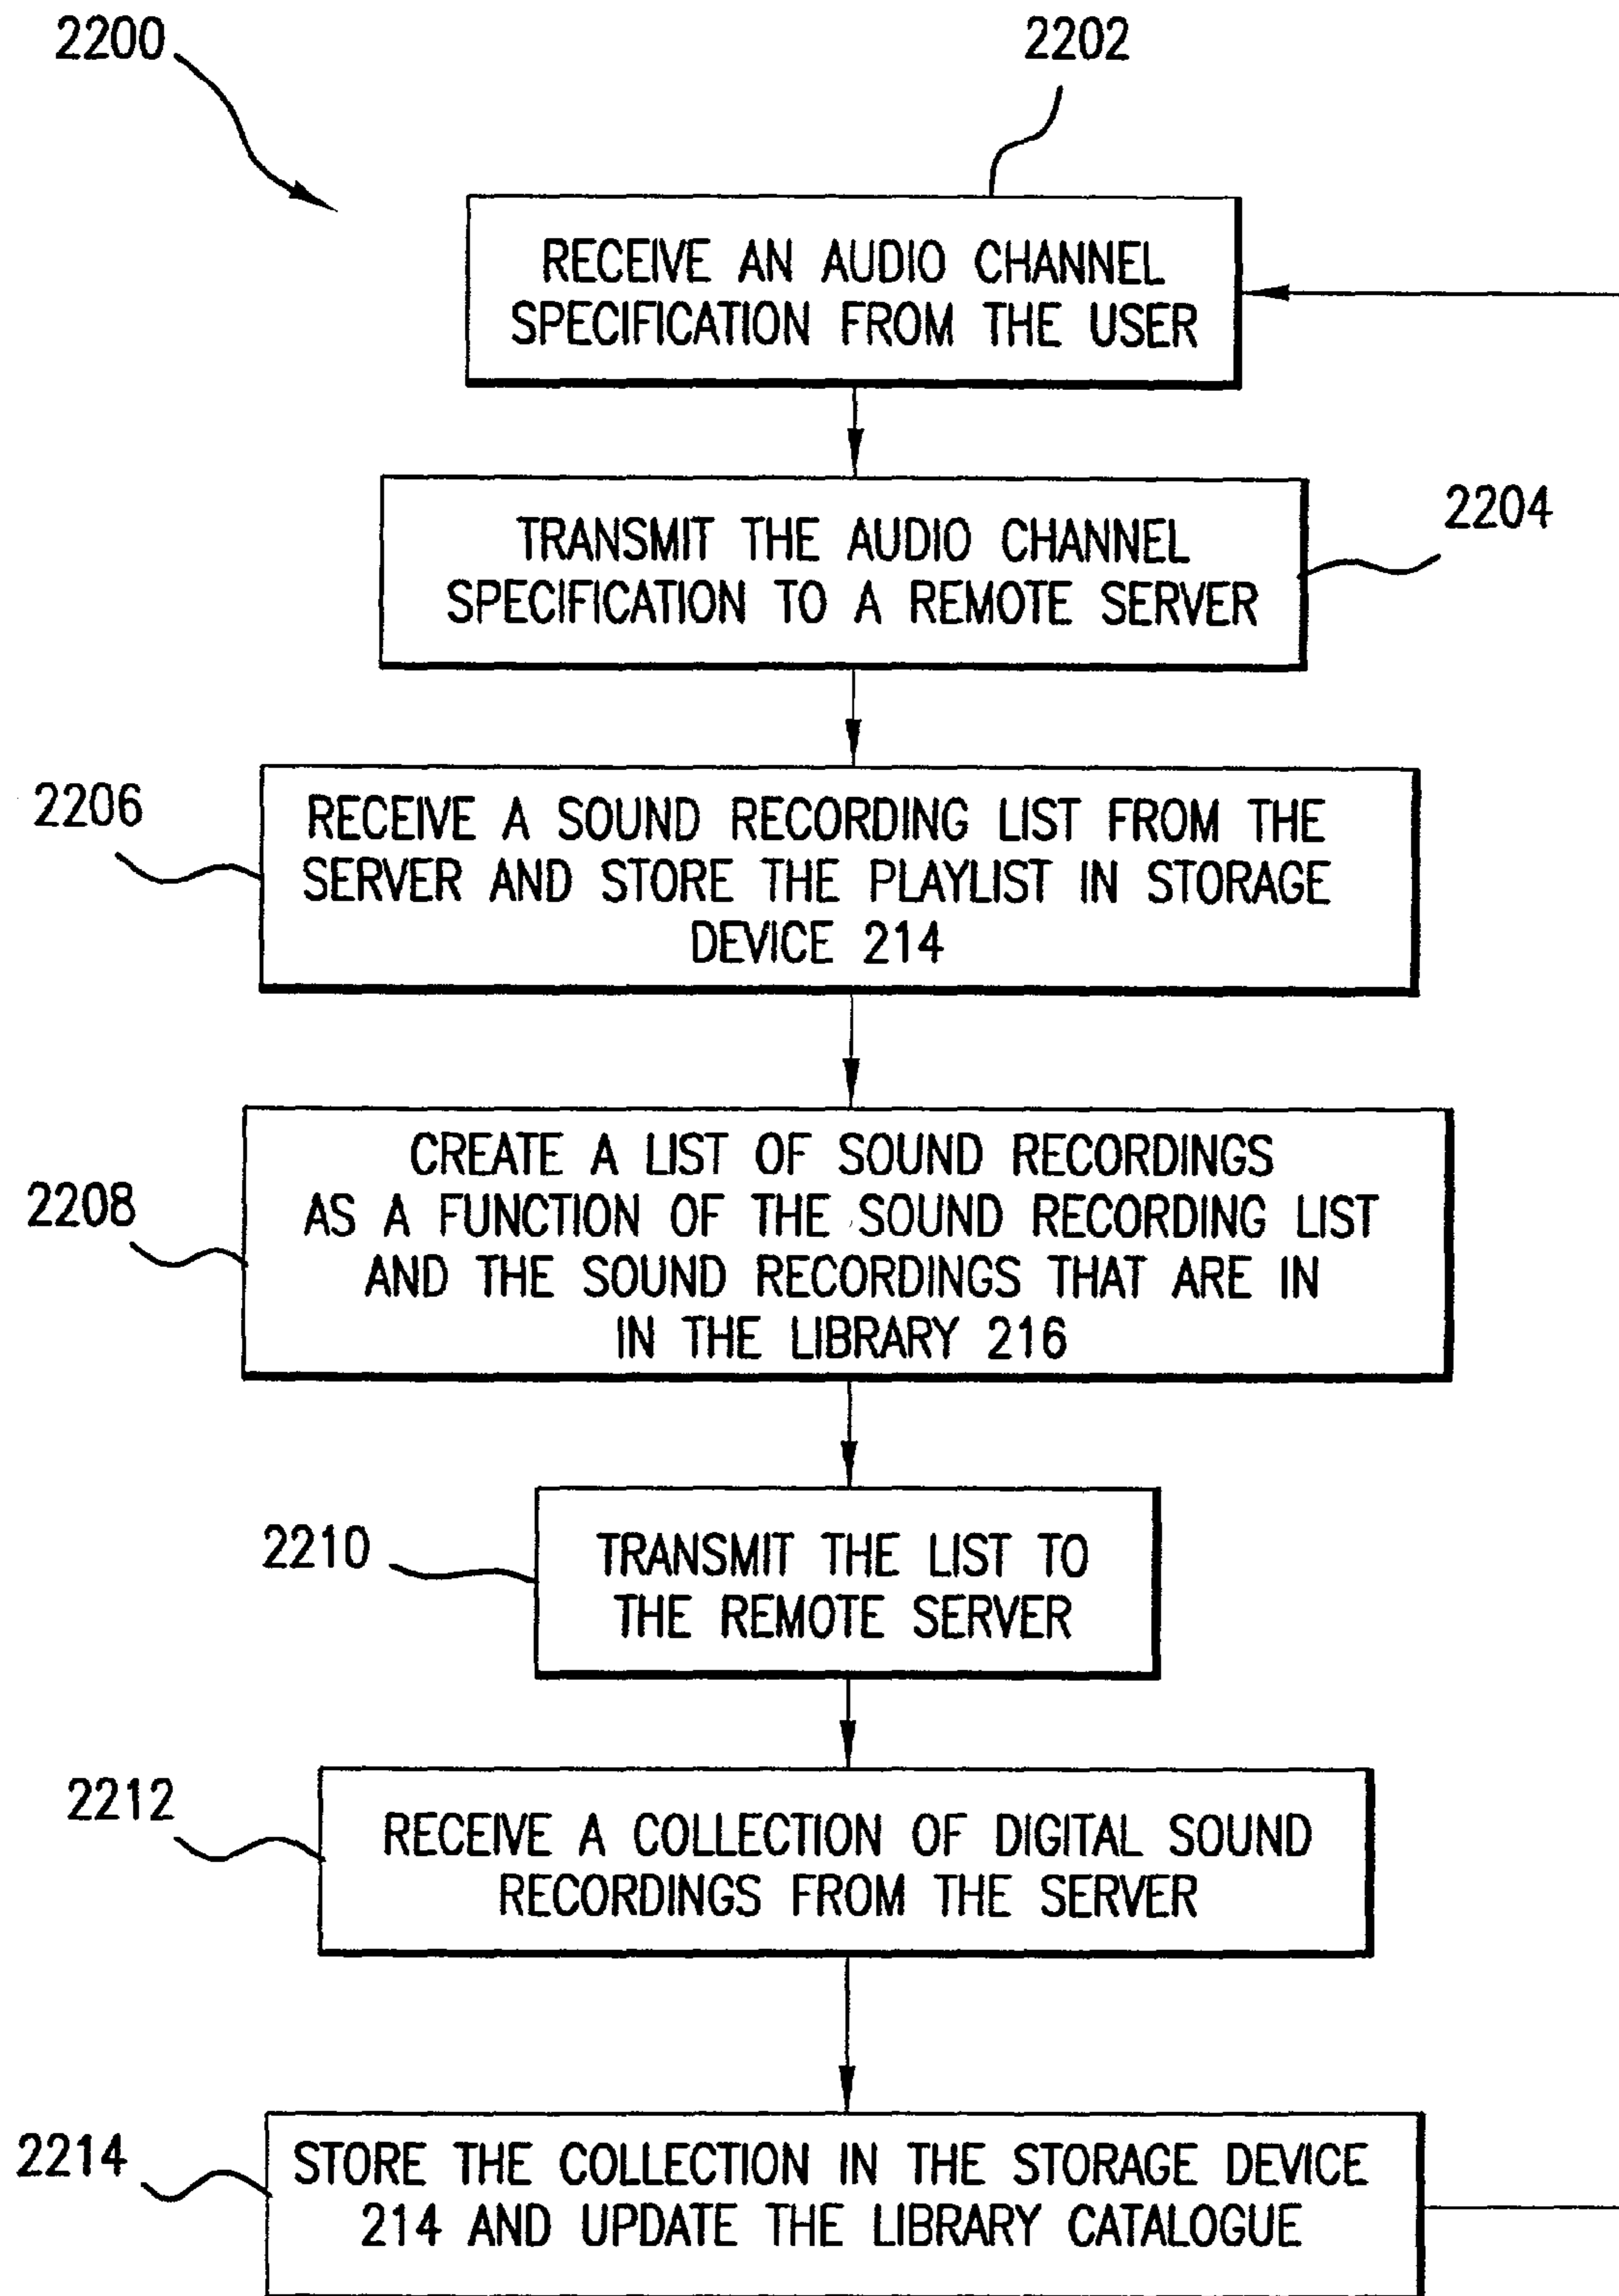 2200
2202
RECEIVE AN AUDIO CHANNEL
SPECIFICATION FROM THE USER
TRANSMIT THE AUDIO CHANNEL
SPECIFICATION TO A REMOTE SERVER
2204
2206
RECEIVE A SOUND RECORDING LIST FROM THE
SERVER AND STORE THE PLAYLIST IN STORAGE
DEVICE 214
2208
CREATE A LIST OF SOUND RECORDINGS
AS A FUNCTION OF THE SOUND RECORDING LIST
AND THE SOUND RECORDINGS THAT ARE IN
IN THE LIBRARY 216
2210
TRANSMIT THE LIST TO
THE REMOTE SERVER
2212
RECEIVE A COLLECTION OF DIGITAL SOUND
RECORDINGS FROM THE SERVER
2214
STORE THE COLLECTION IN THE STORAGE DEVICE
214 AND UPDATE THE LIBRARY CATALOGUE